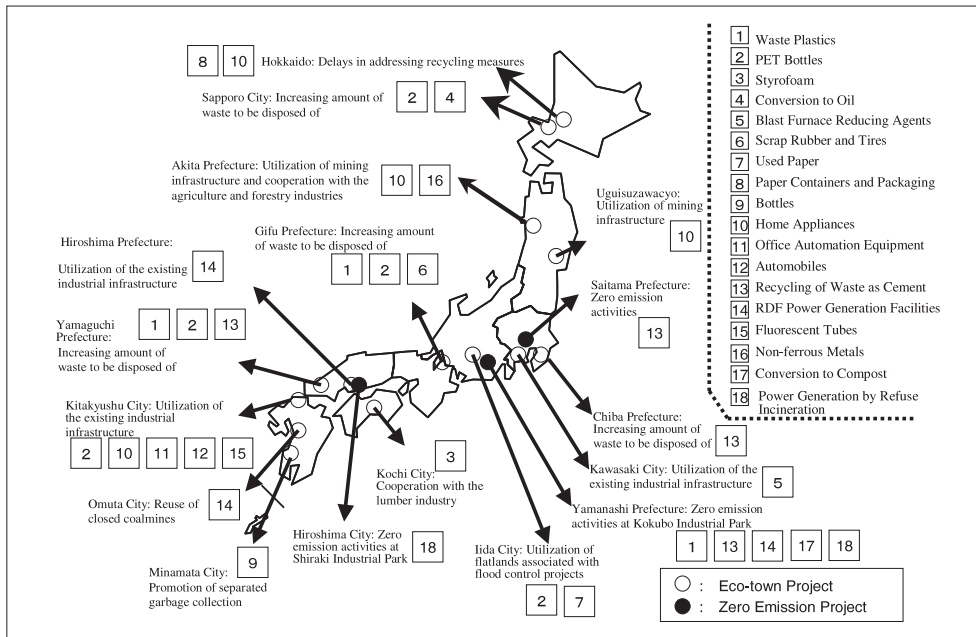 8 10 Hokkaido: Delays in addressing recycling measures
Sapporo City: Increasing amount of
waste to be disposed of
2 4
Akita Prefecture: Utilization of mining
infrastructure and cooperation with the
agriculture and forestry industries
10 16
Uguisuzawacyo:
Utilization of mining
infrastructure
10
Gifu Prefecture: Increasing amount
of waste to be disposed of
1 2 6
Hiroshima Prefecture:
Utilization of the existing
industrial infrastructure
14
Saitama Prefecture:
Zero emission
activities
13
Yamaguchi
Prefecture:
Increasing amount of
waste to be disposed of
1 2 13
Kitakyushu City: Utilization of
the existing industrial
infrastructure
2 10 11 12 15
Chiba Prefecture:
Increasing amount of
waste to be disposed of
13
Kochi City:
Cooperation with the
lumber industry
3
Kawasaki City: Utilization of the
existing industrial infrastructure
5
Omuta City: Reuse of
closed coalmines
14
Yamanashi Prefecture: Zero emission
activities at Kokubo Industrial Park
1 13 14 17 18
Hiroshima City: Zero
emission activities at
Shiraki Industrial Park
18
Iida City: Utilization of
flatlands associated with
flood control projects
2 7
Minamata City:
Promotion of separated
garbage collection
9
1 Waste Plastics
2 PET Bottles
3 Styrofoam
4 Conversion to Oil
5 Blast Furnace Reducing Agents
6 Scrap Rubber and Tires
7 Used Paper
8 Paper Containers and Packaging
9 Bottles
10 Home Appliances
11 Office Automation Equipment
12 Automobiles
13 Recycling of Waste as Cement
14 RDF Power Generation Facilities
15 Fluorescent Tubes
16 Non-ferrous Metals
17 Conversion to Compost
18 Power Generation by Refuse
Incineration
: Eco-town Project
: Zero Emission Project